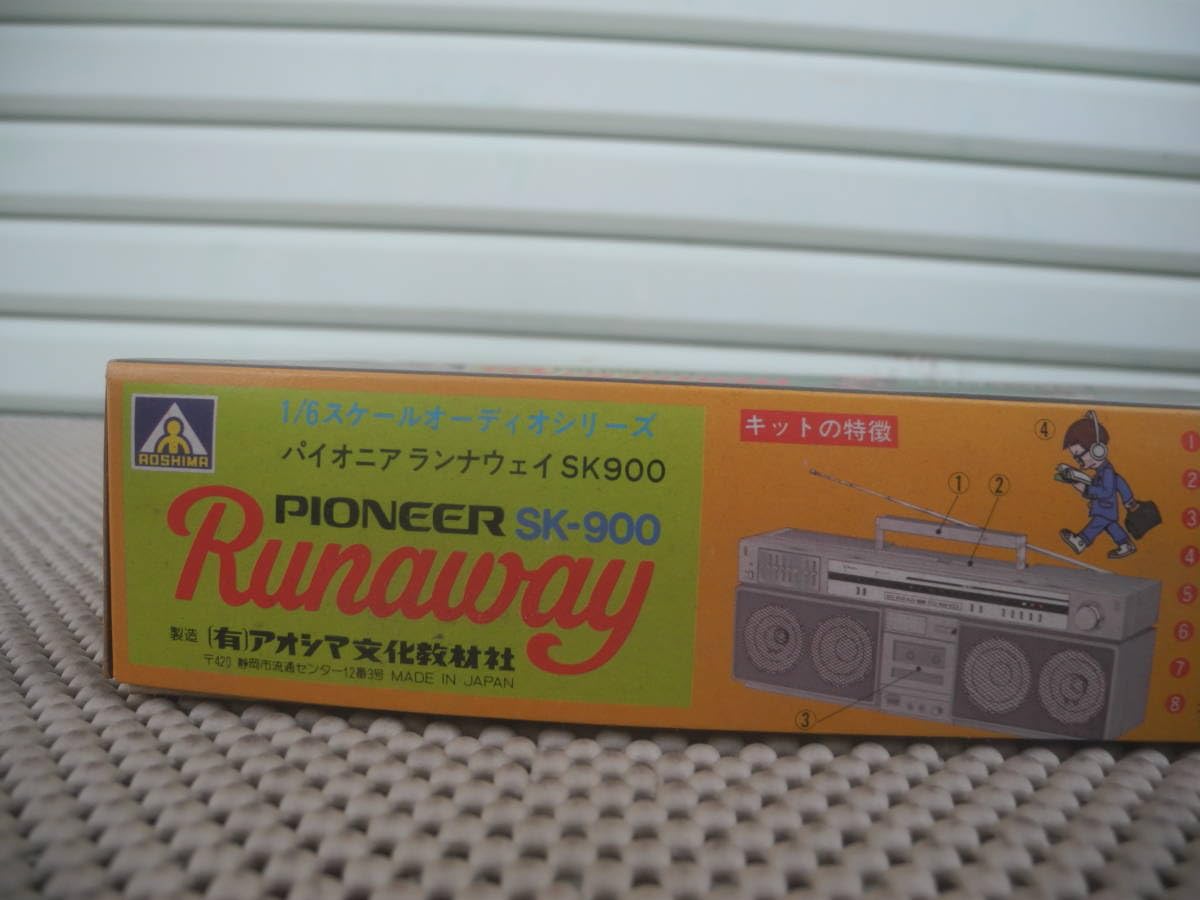 AOSHIMA
1/6スケールオーディオシリーズ
パイオニア ランナウェイ SK900
PIONEER SK-900
Runaway
製造 (有)アオシマ文化教材社
〒420 静岡市流通センター12番3号 MADE IN JAPAN
キットの特徴
④
①
②
③
1
2
3
4
5
6
7
8